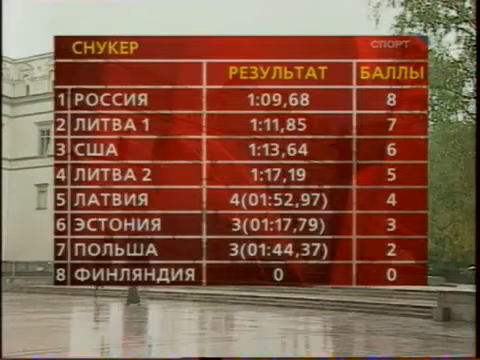 СНУКЕР СПОРТ
РЕЗУЛЬТАТ БАЛЛЫ
1 РОССИЯ 1:09,68 8
2 ЛИТВА 1 1:11,85 7
3 США 1:13,64 6
4 ЛИТВА 2 1:17,19 5
5 ЛАТВИЯ 4(01:52,97) 4
6 ЭСТОНИЯ 3(01:17,79) 3
7 ПОЛЬША 3(01:44,37) 2
8 ФИНЛЯНДИЯ 0 0